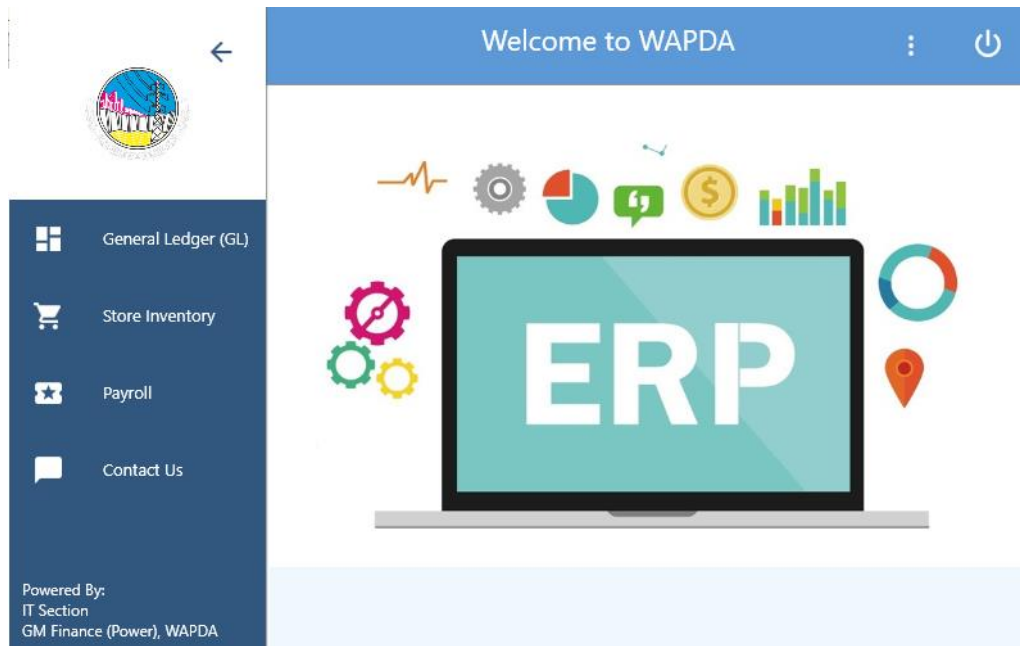 Welcome to WAPDA
General Ledger (GL)
Store Inventory
Payroll
Contact Us
ERP
$
Powered By:
IT Section
GM Finance (Power), WAPDA